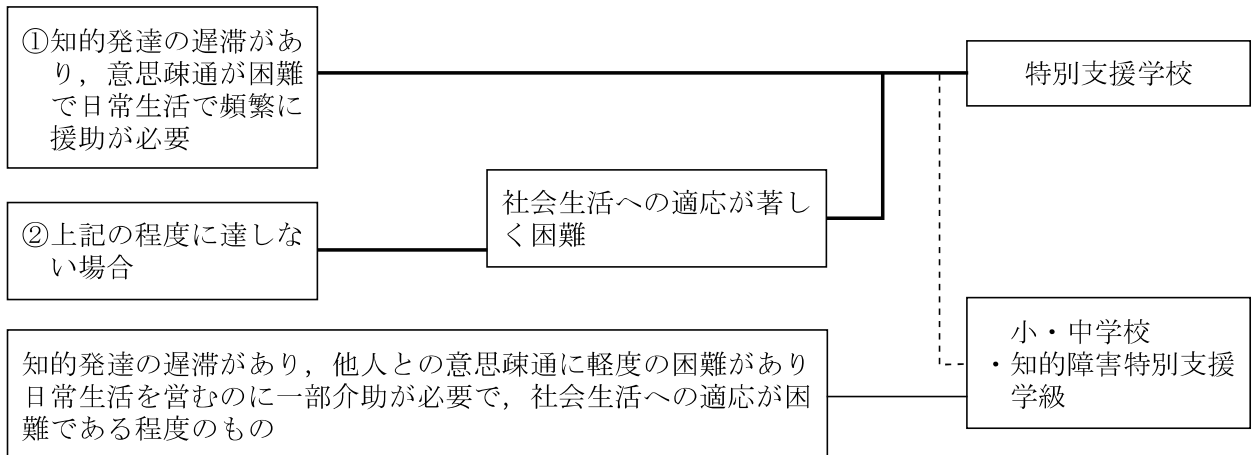 ①知的発達の遅滞があ
り，意思疎通が困難
で日常生活で頻繁に
援助が必要
特別支援学校
社会生活への適応が著し
く困難
②上記の程度に達しな
い場合
小・中学校
・知的障害特別支援
学級
知的発達の遅滞があり，他人との意思疎通に軽度の困難があり
日常生活を営むのに一部介助が必要で，社会生活への適応が困
難である程度のもの